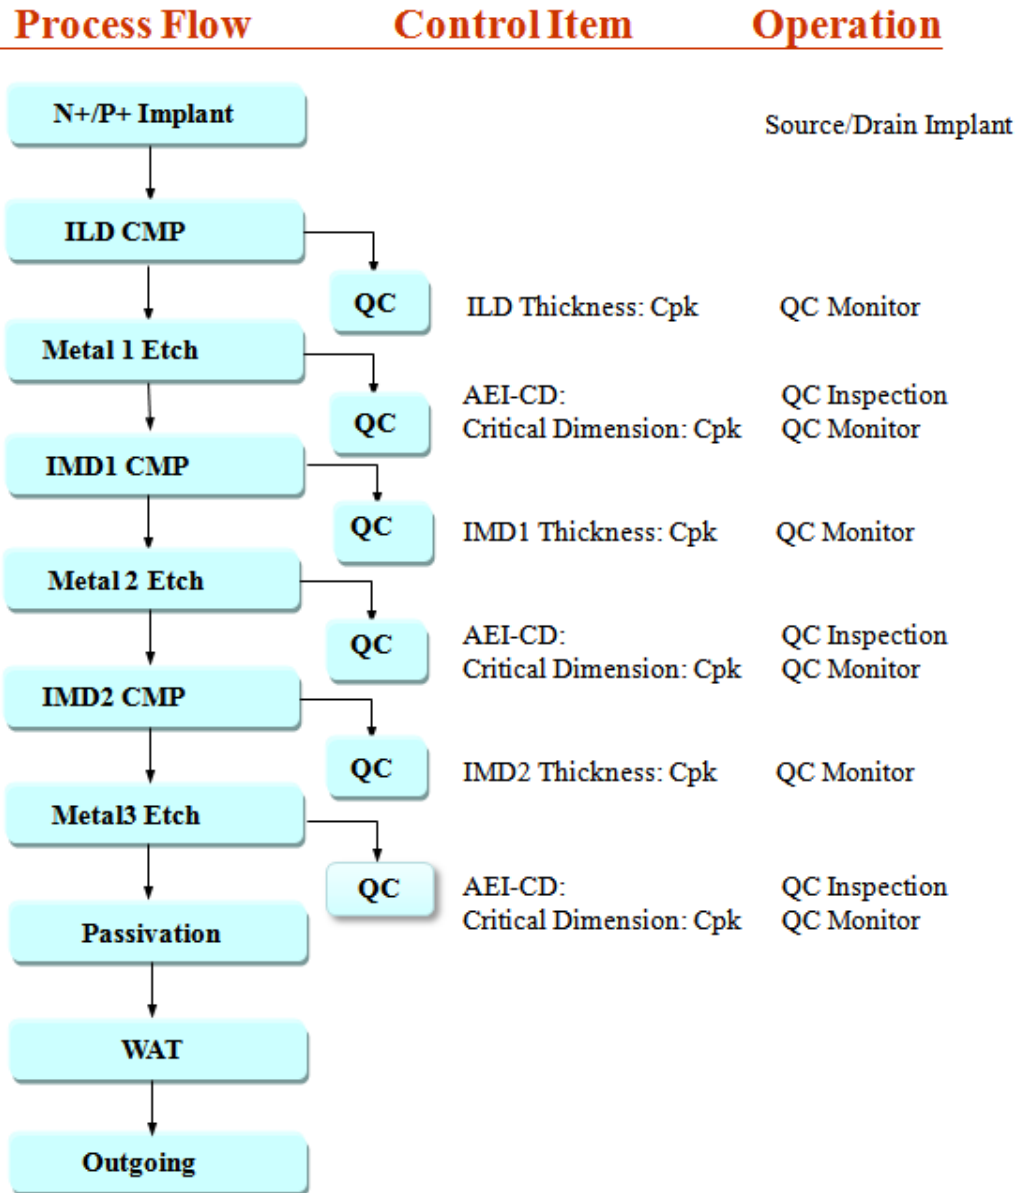 Process Flow Control Item Operation
N+/P+ Implant
Source/Drain Implant
ILD CMP
QC ILD Thickness: Cpk QC Monitor
Metal 1 Etch
AEI-CD: QC Inspection
QC Critical Dimension: Cpk QC Monitor
IMD1 CMP
QC IMD1 Thickness: Cpk QC Monitor
Metal 2 Etch
AEI-CD: QC Inspection
QC Critical Dimension: Cpk QC Monitor
IMD2 CMP
QC IMD2 Thickness: Cpk QC Monitor
Metal3 Etch
QC AEI-CD: QC Inspection
Critical Dimension: Cpk QC Monitor
Passivation
WAT
Outgoing